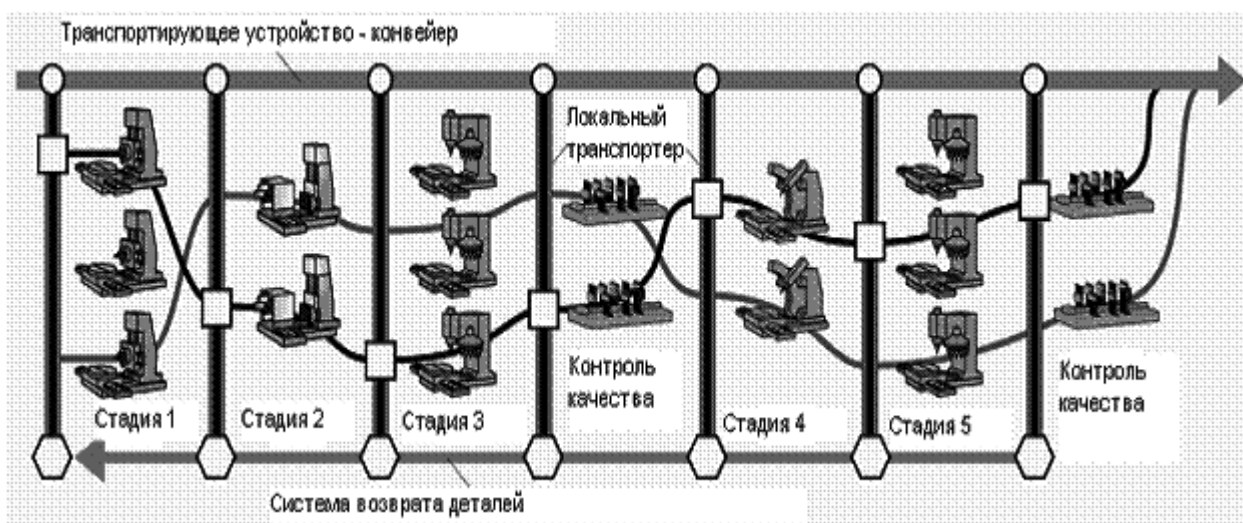 Транспортирующее устройство - конвейер
Локальный
транспортер
Контроль
качества
Контроль
качества
Стадия 1
Стадия 2
Стадия 3
Стадия 4
Стадия 5
Система возврата деталей